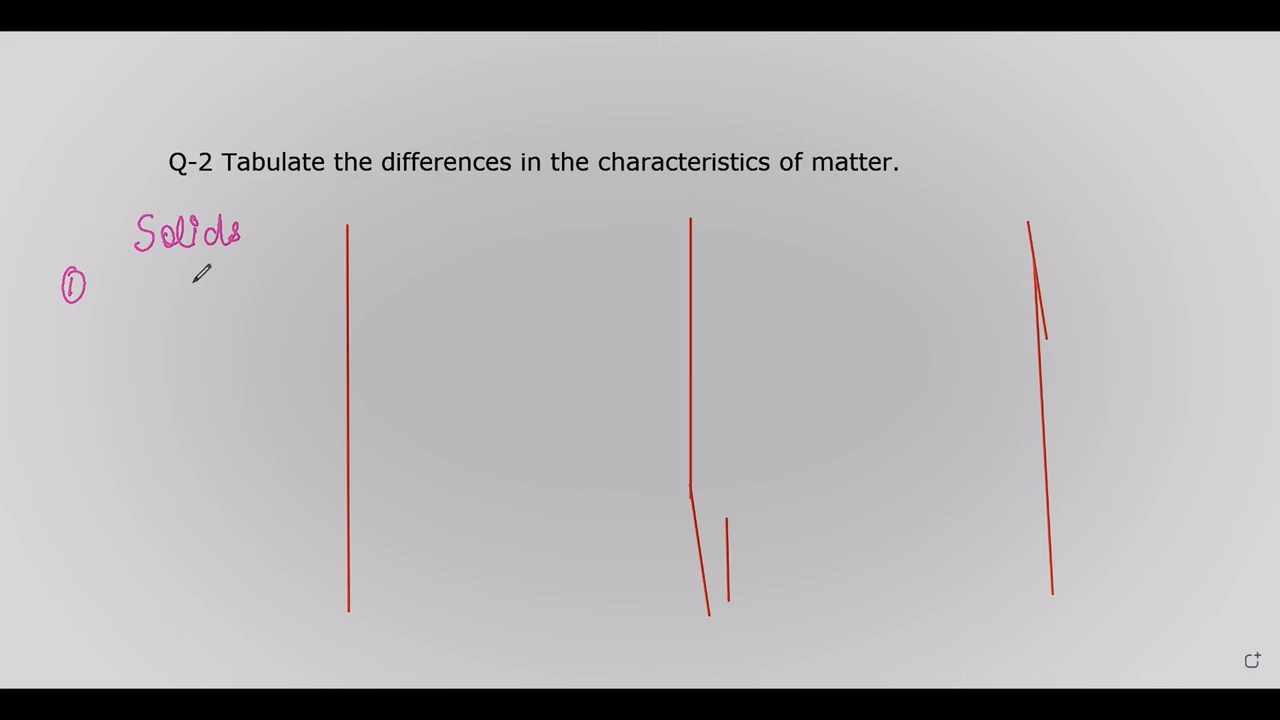 Q-2 Tabulate the differences in the characteristics of matter.
Solids
①